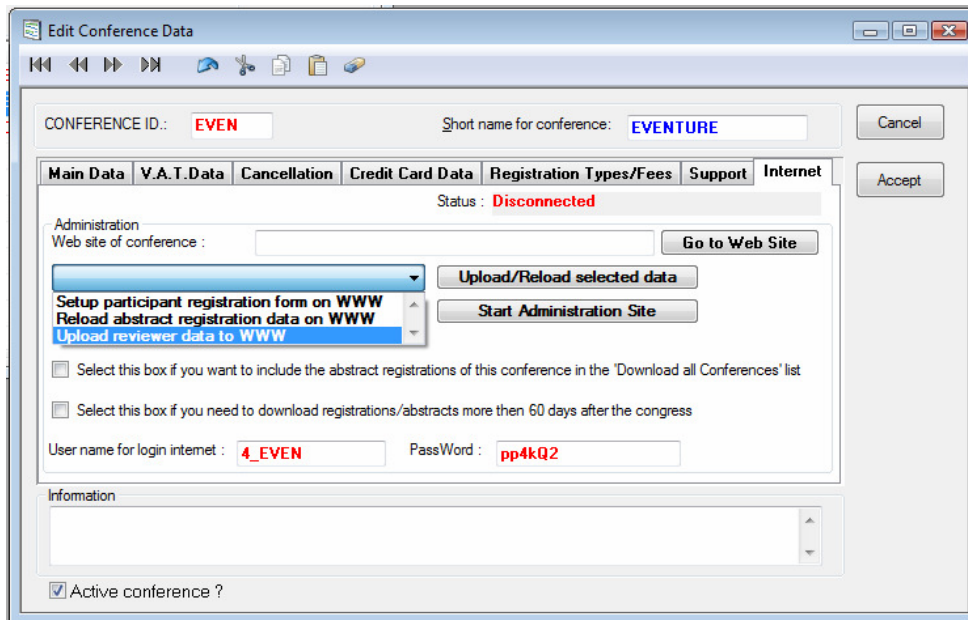 Edit Conference Data
CONFERENCE ID.: EVEN Short name for conference: EVENTURE Cancel
Main Data V.A.T.Data Cancellation Credit Card Data Registration Types/Fees Support Internet Accept
Status : Disconnected
Administration
Web site of conference : Go to Web Site
Upload/Reload selected data
Setup participant registration form on WWW
Reload abstract registration data on WWW Start Administration Site
Upload reviewer data to WWW
Select this box if you want to include the abstract registrations of this conference in the 'Download all Conferences' list
Select this box if you need to download registrations/abstracts more then 60 days after the congress
User name for login internet : 4_EVEN PassWord : pp4kQ2
Information
Active conference ?